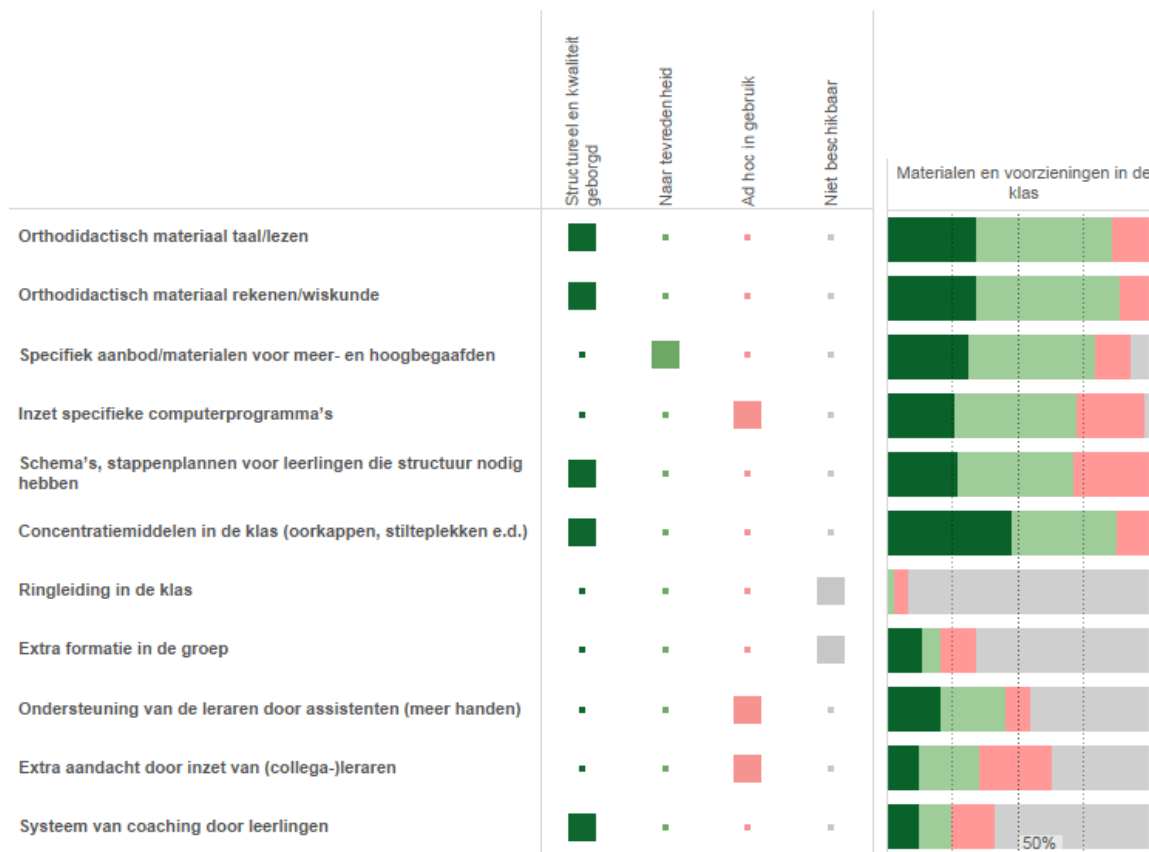 Structureel en kwaliteit
geborgd
Naar tevredenheid
Ad hoc in gebruik
Niet beschikbaar
Materialen en voorzieningen in de
klas
Orthodidactisch materiaal taal/lezen
Orthodidactisch materiaal rekenen/wiskunde
Specifiek aanbod/materialen voor meer- en hoogbegaafden
Inzet specifieke computerprogramma's
Schema's, stappenplannen voor leerlingen die structuur nodig
hebben
Concentratiemiddelen in de klas (oorkappen, stilteplekken e.d.)
Ringleiding in de klas
Extra formatie in de groep
Ondersteuning van de leraren door assistenten (meer handen)
Extra aandacht door inzet van (collega-)leraren
Systeem van coaching door leerlingen
50%